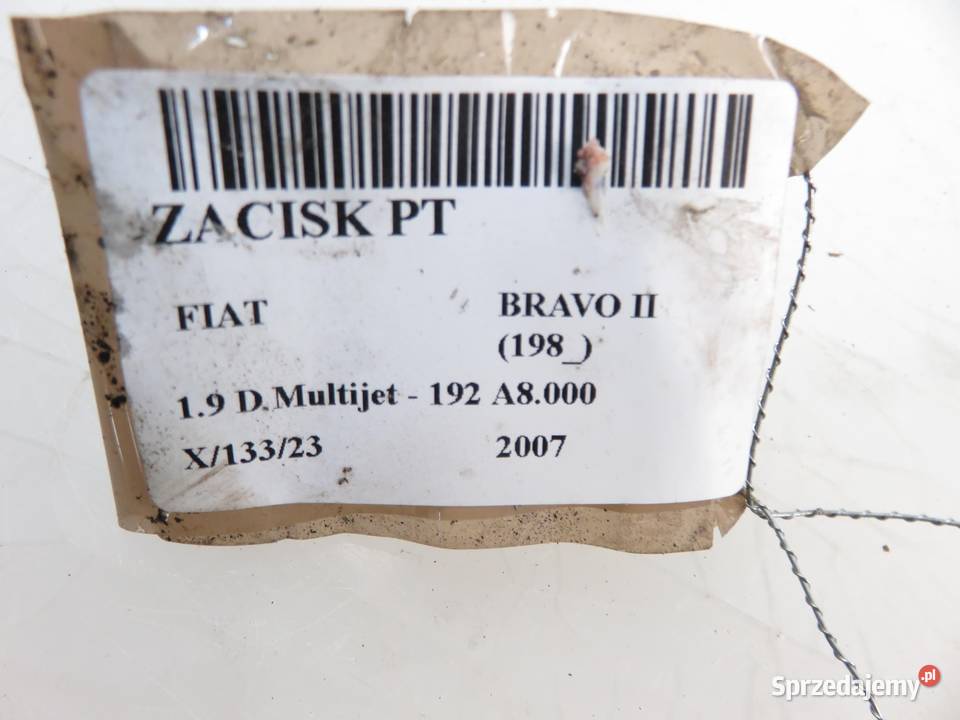 ZACISK PT
FIAT BRAVO II
(198_)
1.9 D Multijet - 192 A8.000
X/133/23 2007
Sprzedajemy.pl